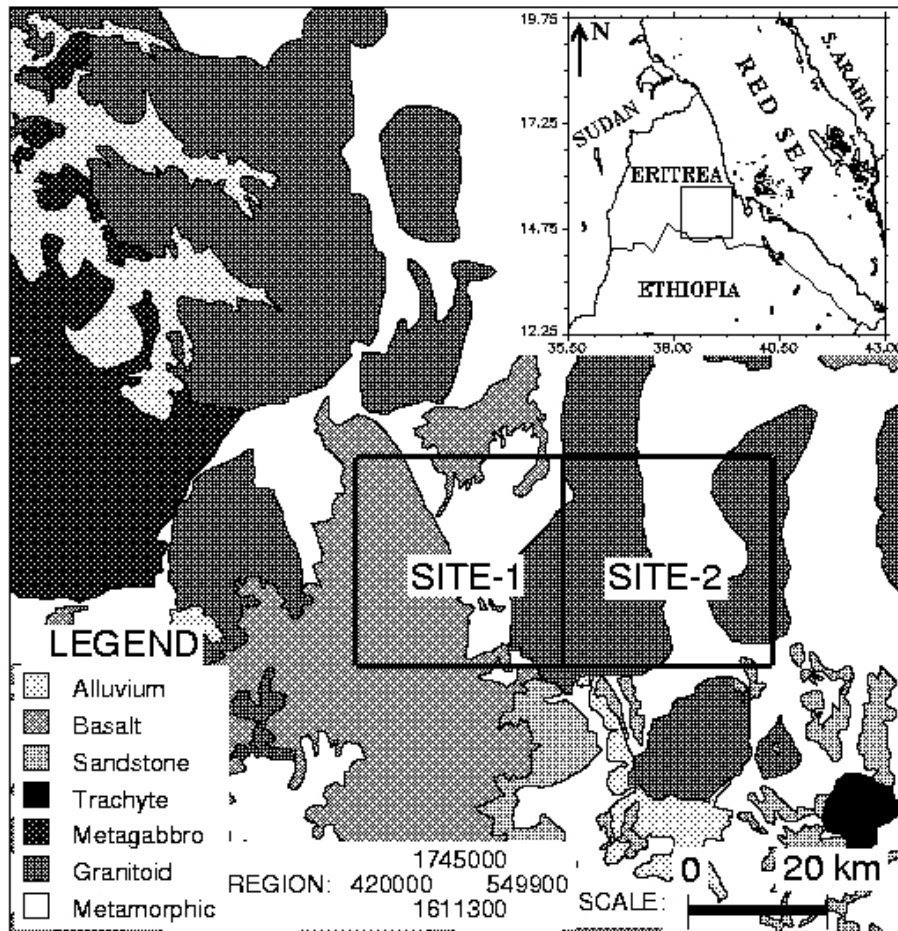 19.75
N
RED SEA
S. ARABIA
17.25
SUDAN
ERITREA
14.75
ETHIOPIA
12.25
35.50 38.00 40.50 43.00
SITE-1 SITE-2
LEGEND
Alluvium
Basalt
Sandstone
Trachyte
Metagabbro
Granitoid
Metamorphic
1745000
REGION: 420000 549900
1611300
SCALE:
0 20 km